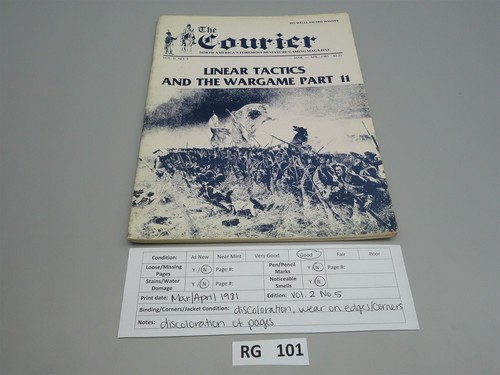 The
Courier
NORTH AMERICA'S FOREMOST MINIATURE GAMING MAGAZINE
LINEAR TACTICS
AND THE WARGAME PART II
Condition: As New Near Mint Very Good Good Fair Poor
Loose/Missing Pages Y / N Page #: Pen/Pencil Marks Y / N Page #:
Stains/Water Damage Y / N Page #: Noticeable Smells Y / N
Print date: Mar/April 1981 Edition: Vol. 2 No. 5
Binding/Corners/Jacket Condition: discoloration, wear on edges/corners
Notes: discoloration of pages
RG 101